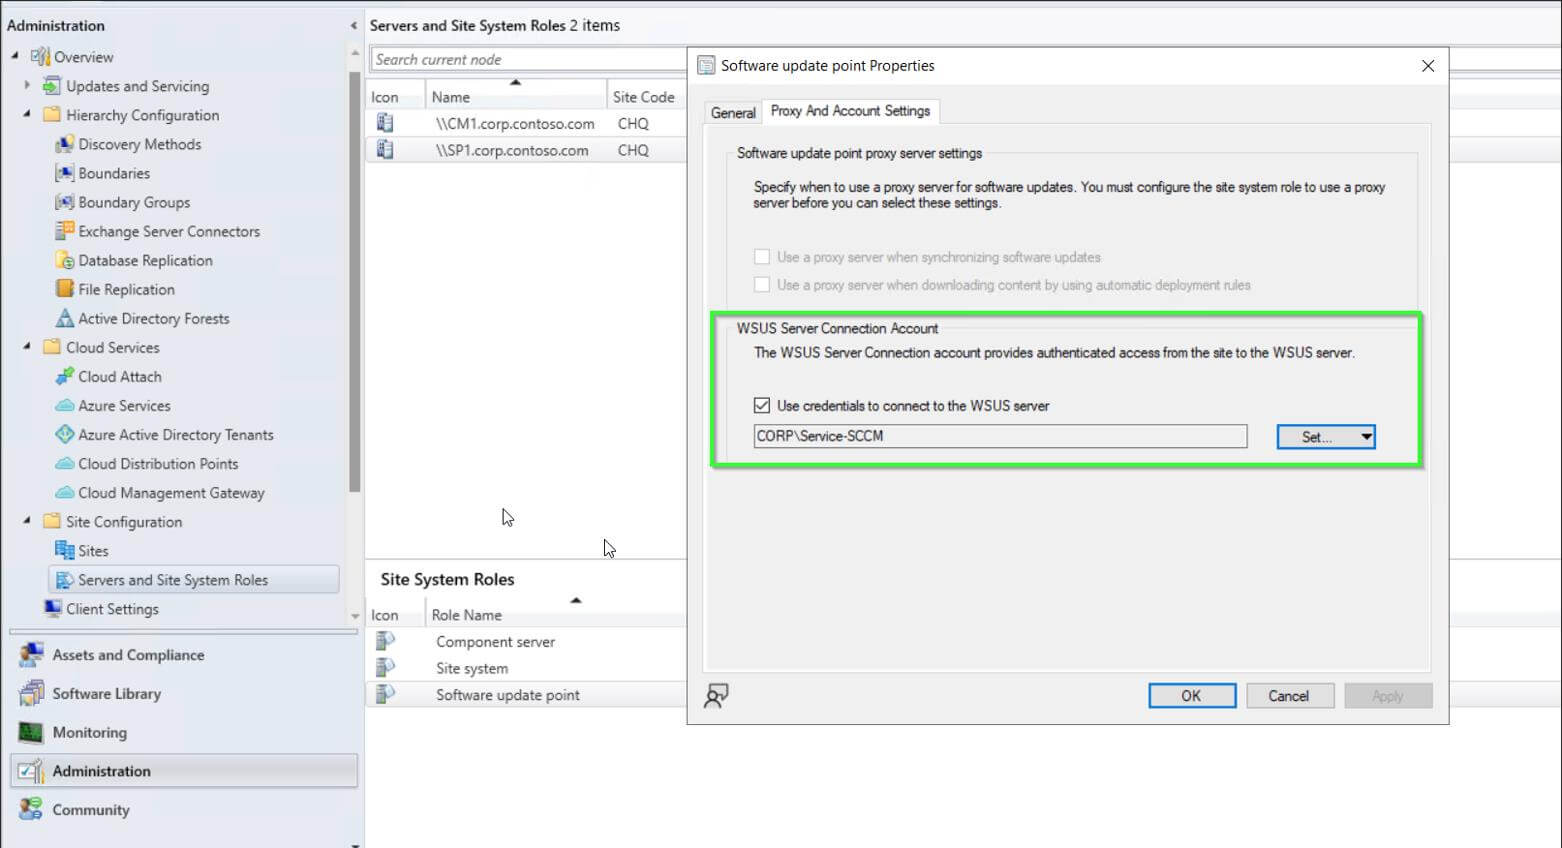 Administration
Overview
Updates and Servicing
Hierarchy Configuration
Discovery Methods
Boundaries
Boundary Groups
Exchange Server Connectors
Database Replication
File Replication
Active Directory Forests
Cloud Services
Cloud Attach
Azure Services
Azure Active Directory Tenants
Cloud Distribution Points
Cloud Management Gateway
Site Configuration
Sites
Servers and Site System Roles
Client Settings
Assets and Compliance
Software Library
Monitoring
Administration
Community
Servers and Site System Roles 2 items
Search current node
Icon Name Site Code
\\CM1.corp.contoso.com CHQ
\\SP1.corp.contoso.com CHQ
Site System Roles
Icon Role Name
Component server
Site system
Software update point
Software update point Properties
General Proxy And Account Settings
Software update point proxy server settings
Specify when to use a proxy server for software updates. You must configure the site system role to use a proxy
server before you can select these settings.
Use a proxy server when synchronizing software updates
Use a proxy server when downloading content by using automatic deployment rules
WSUS Server Connection Account
The WSUS Server Connection account provides authenticated access from the site to the WSUS server.
Use credentials to connect to the WSUS server
CORP\Service-SCCM Set...
OK Cancel Apply